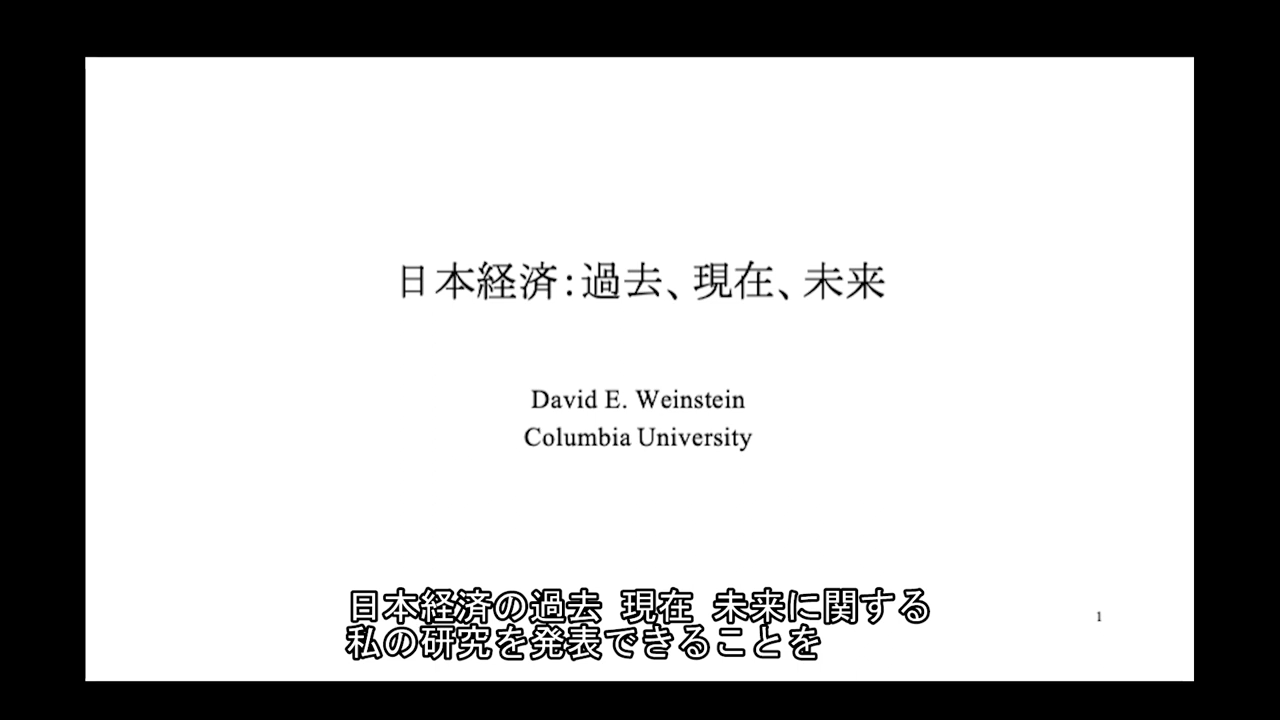 日本経済:過去、現在、未来
David E. Weinstein
Columbia University
日本経済の過去 現在 未来に関する
私の研究を発表できることを
1